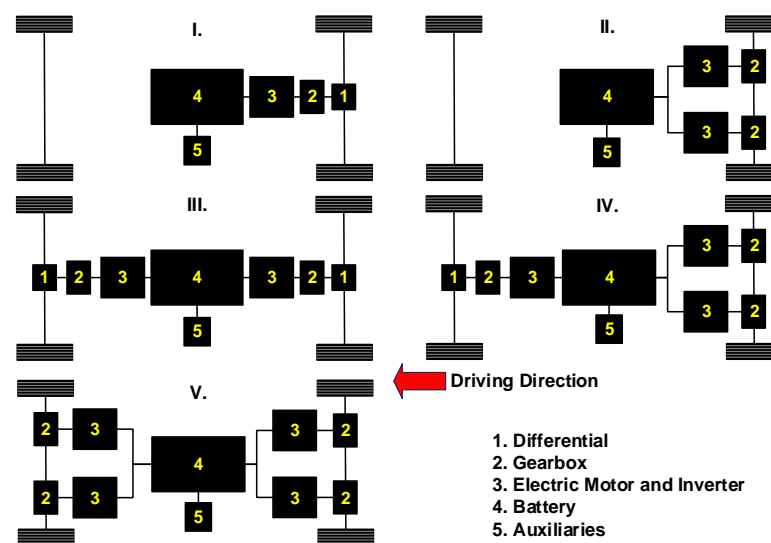 I.
4 3 2 1
5
II.
3 2
4
3 2
5
III.
1 2 3 4 3 2 1
5
IV.
3 2
1 2 3 4
3 2
5
Driving Direction
V.
2 3 3 2
4
2 3 3 2
5
1. Differential
2. Gearbox
3. Electric Motor and Inverter
4. Battery
5. Auxiliaries